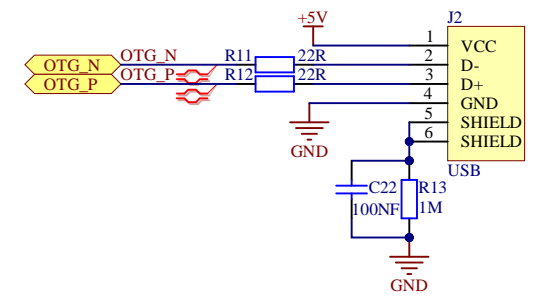 +5V
J2
1
VCC
OTG_N
OTG_N
R11
22R
2
D-
OTG_P
OTG_P
R12
22R
3
D+
4
GND
GND
5
SHIELD
6
SHIELD
USB
C22
100NF
R13
1M
GND